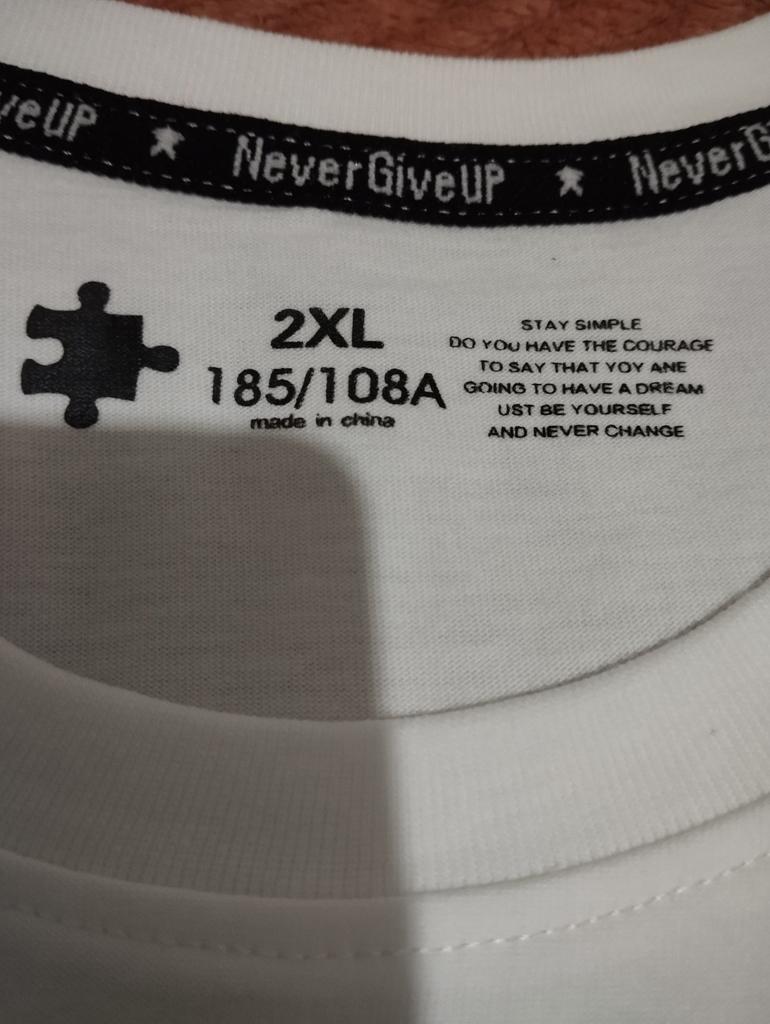 veUP ★ NeverGiveUP ★ NeverG
2XL
185/108A
made in china
STAY SIMPLE
DO YOU HAVE THE COURAGE
TO SAY THAT YOY ANE
GOING TO HAVE A DREAM
UST BE YOURSELF
AND NEVER CHANGE